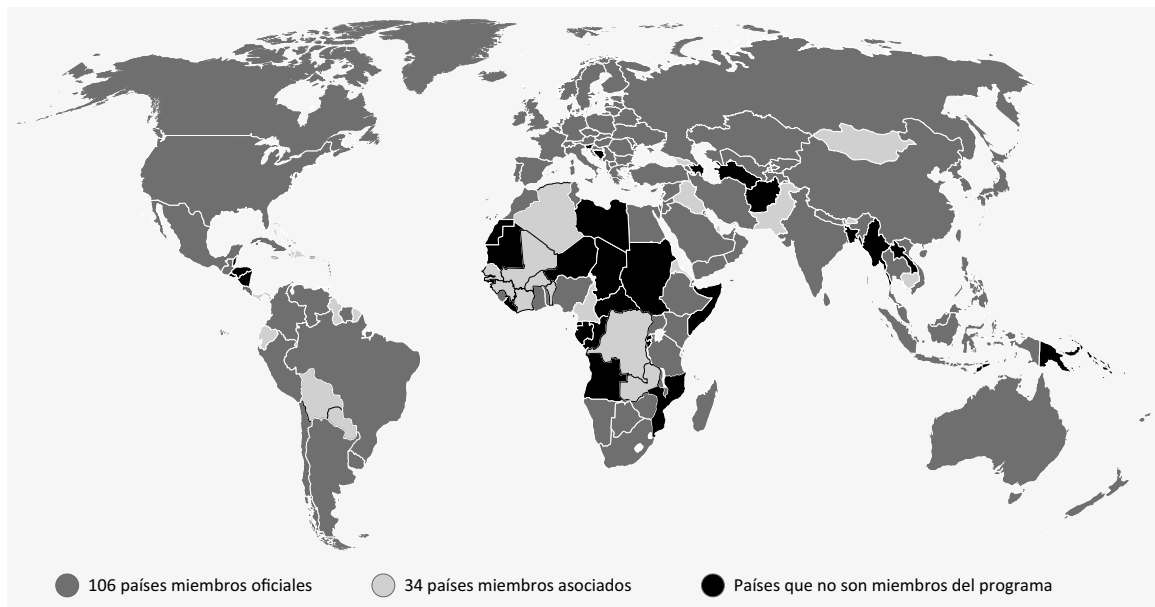 106 países miembros oficiales
34 países miembros asociados
Países que no son miembros del programa